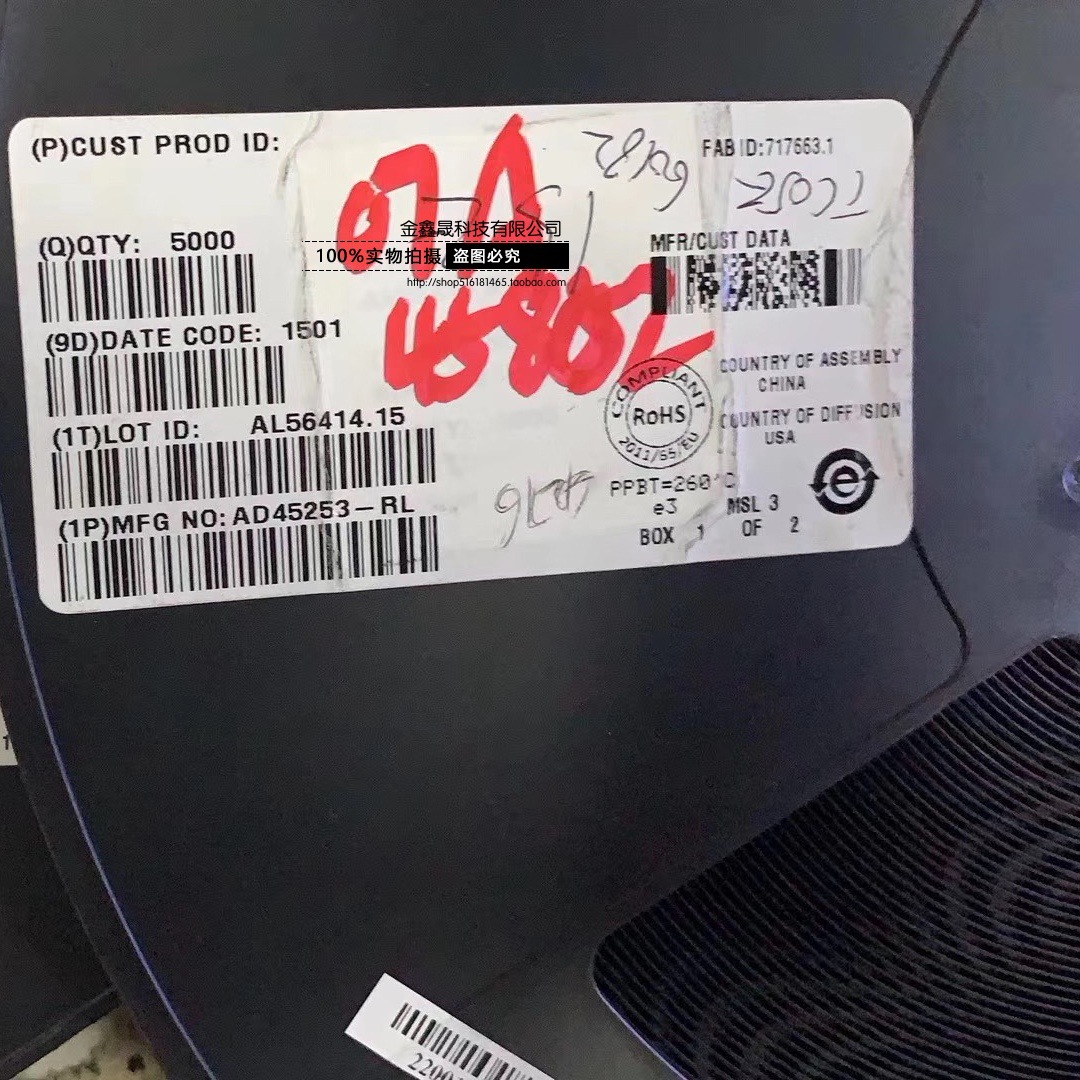 (P)CUST PROD ID:
FAB ID:717663.1
07A
金鑫晟科技有限公司
100%实物拍摄 盗图必究
http://shop516181465.taobao.com
(Q)QTY: 5000
MFR/CUST DATA
(9D)DATE CODE: 1501
COUNTRY OF ASSEMBLY
CHINA
COMPLIANT
RoHS
2011/65/EU
COUNTRY OF DIFFUSION
USA
(1T)LOT ID: AL56414.15
PPBT=260°C
e3 MSL 3
(1P)MFG NO:AD45253-RL
BOX 1 OF 2
e